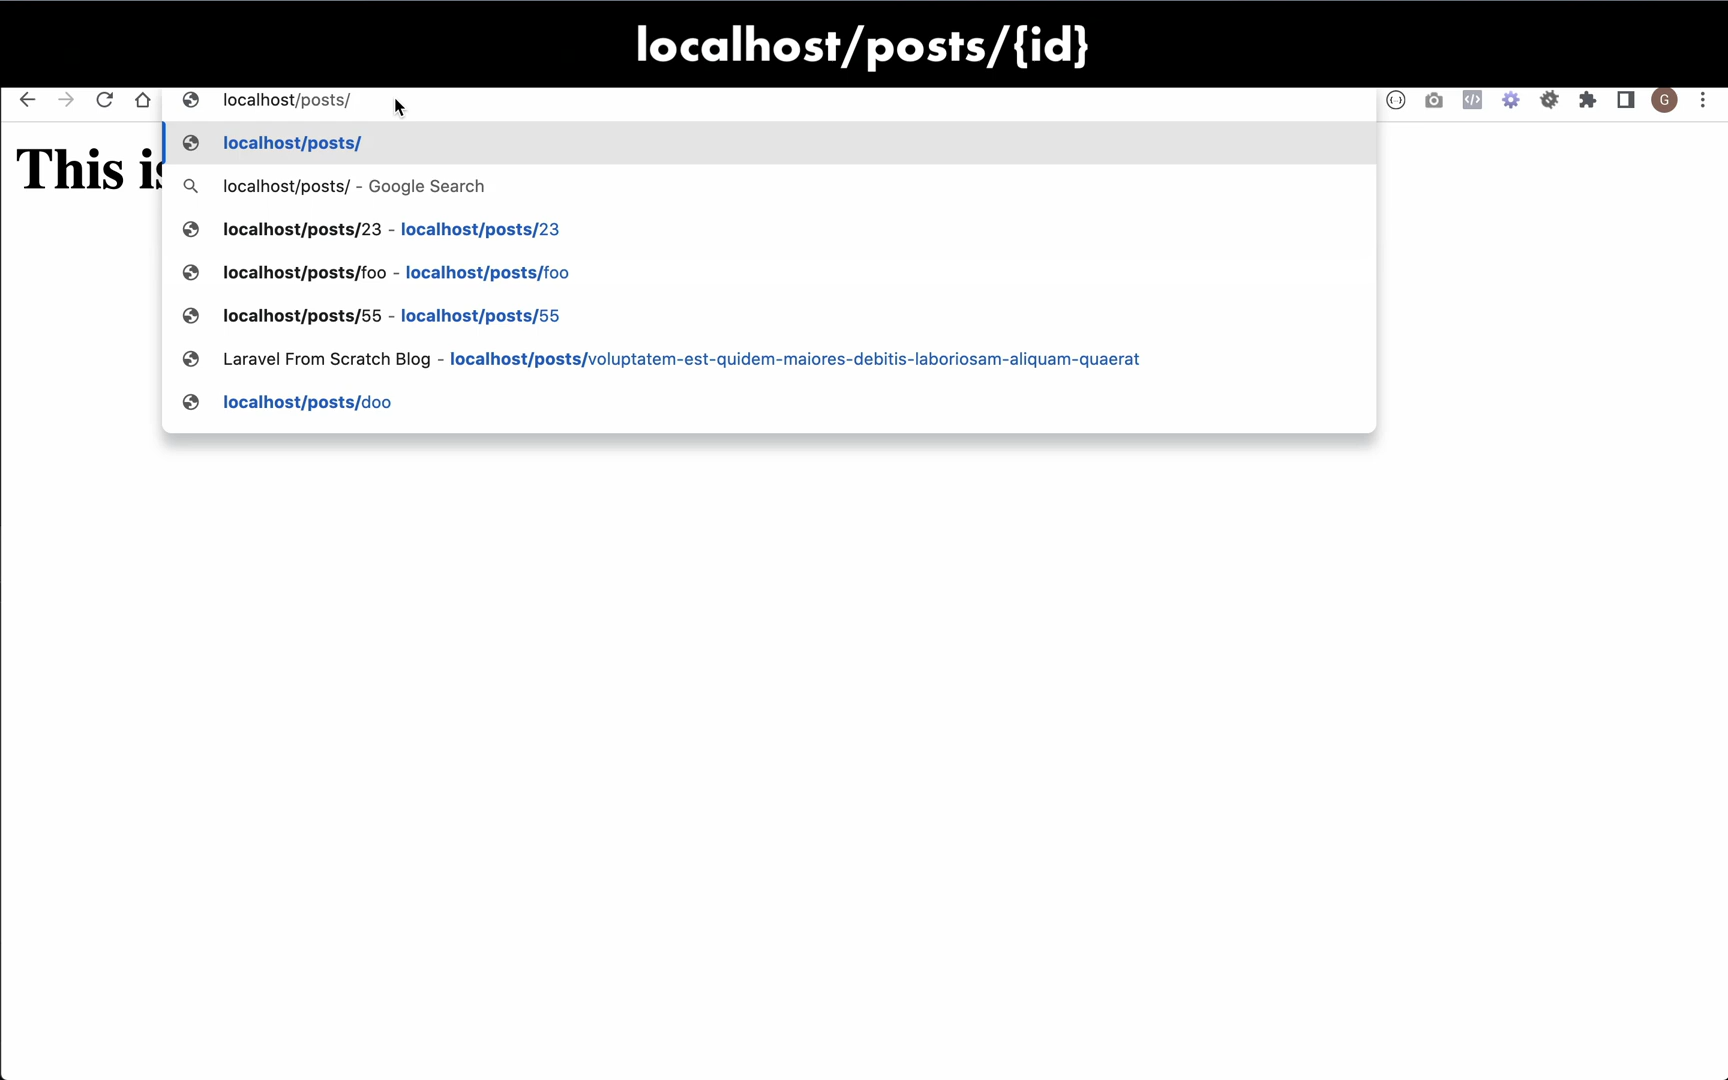 localhost/posts/{id}
localhost/posts/
G
This is
localhost/posts/
localhost/posts/ - Google Search
localhost/posts/23 - localhost/posts/23
localhost/posts/foo - localhost/posts/foo
localhost/posts/55 - localhost/posts/55
Laravel From Scratch Blog - localhost/posts/voluptatem-est-quidem-maiores-debitis-laboriosam-aliquam-quaerat
localhost/posts/doo